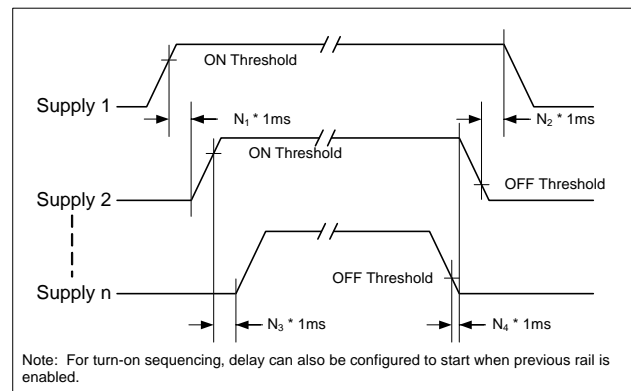 ON Threshold
Supply 1
N₁ * 1ms
N₂ * 1ms
ON Threshold
OFF Threshold
Supply 2
OFF Threshold
Supply n
N₃ * 1ms
N₄ * 1ms
Note: For turn-on sequencing, delay can also be configured to start when previous rail is
enabled.